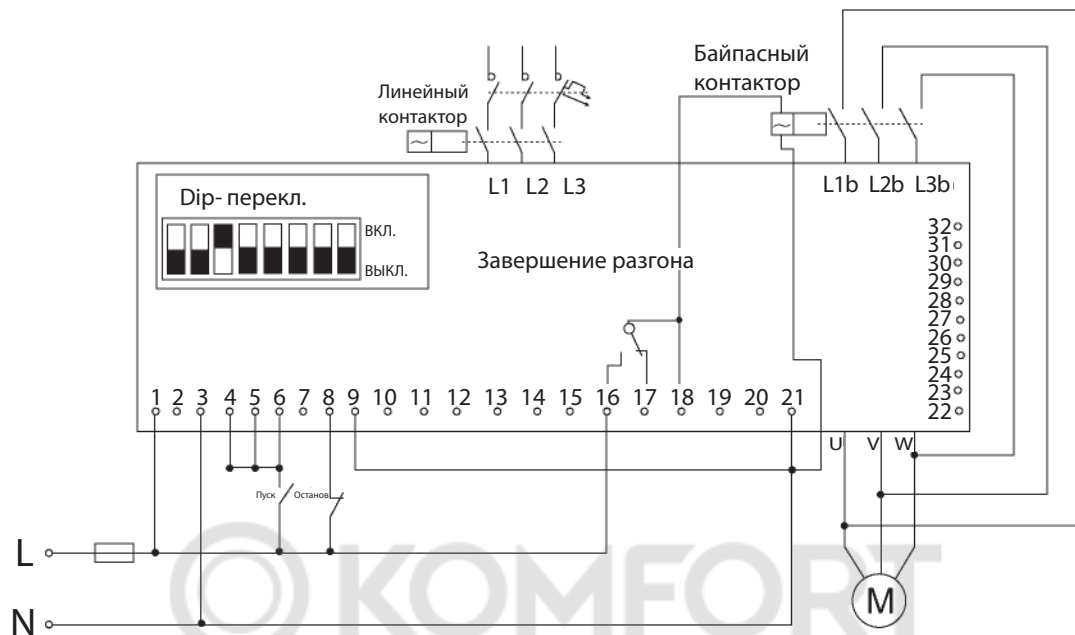 Линейный
контактор
Байпасный
контактор
L1 L2 L3
L1b L2b L3b
Dip- перекл.
ВКЛ.
ВЫКЛ.
Завершение разгона
32
31
30
29
28
27
26
25
24
23
22
1 2 3 4 5 6 7 8 9 10 11 12 13 14 15 16 17 18 19 20 21
U V W
Пуск Останов
L
N
M
KOMFORT